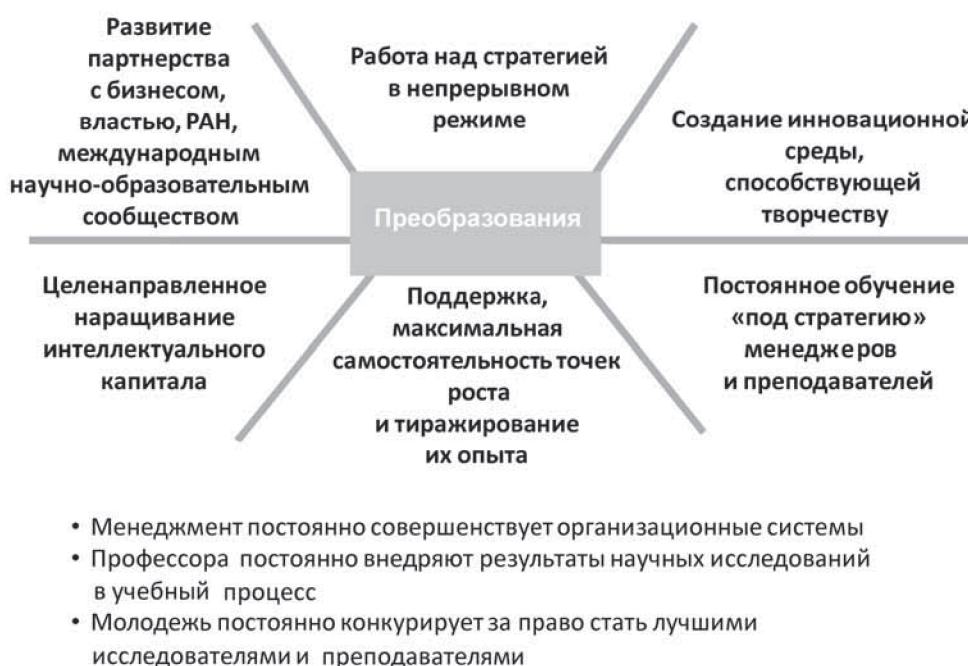 Развитие
партнерства
с бизнесом,
властью, РАН,
международным
научно-образовательным
сообществом
Работа над стратегией
в непрерывном
режиме
Создание инновационной
среды,
способствующей
творчеству
Преобразования
Целенаправленное
наращивание
интеллектуального
капитала
Поддержка,
максимальная
самостоятельность точек
роста
и тиражирование
их опыта
Постоянное обучение
«под стратегию»
менеджеров
и преподавателей
• Менеджмент постоянно совершенствует организационные системы
• Профессора постоянно внедряют результаты научных исследований
в учебный процесс
• Молодежь постоянно конкурирует за право стать лучшими
исследователями и преподавателями